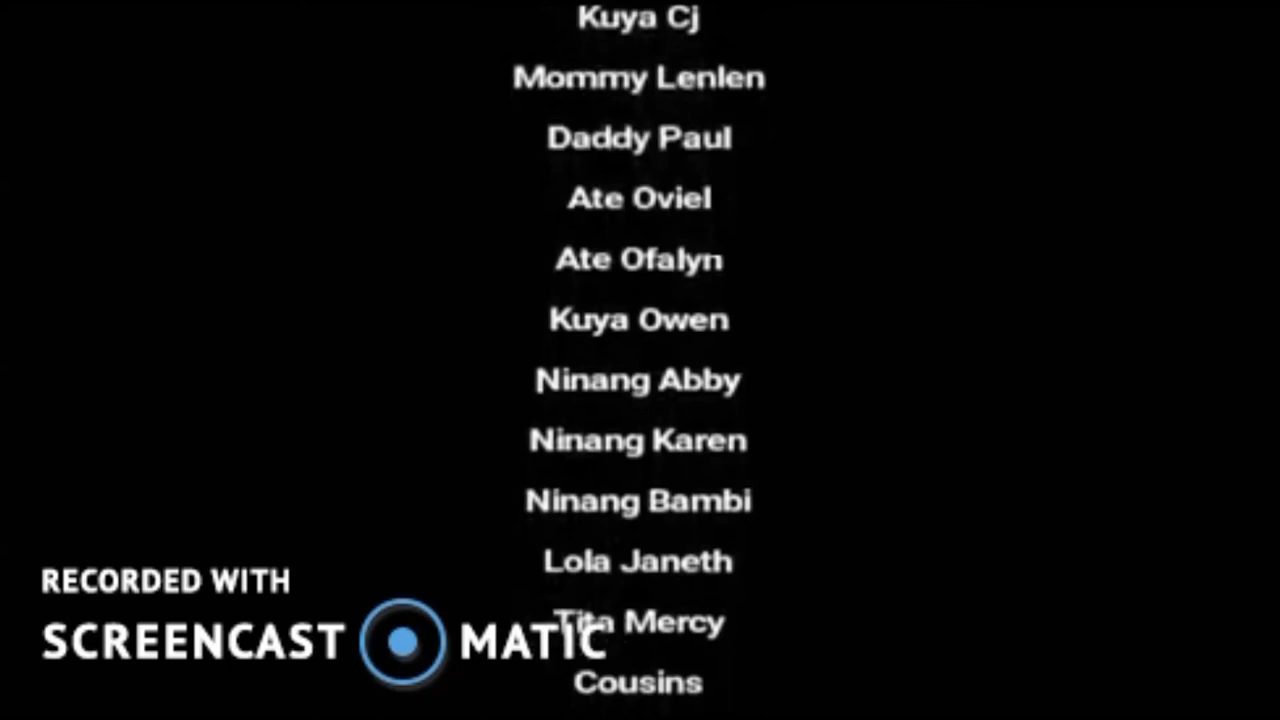 Kuya Cj
Mommy Lenlen
Daddy Paul
Ate Oviel
Ate Ofalyn
Kuya Owen
Ninang Abby
Ninang Karen
Ninang Bambi
Lola Janeth
Tita Mercy
Cousins
RECORDED WITH
SCREENCAST MATIC